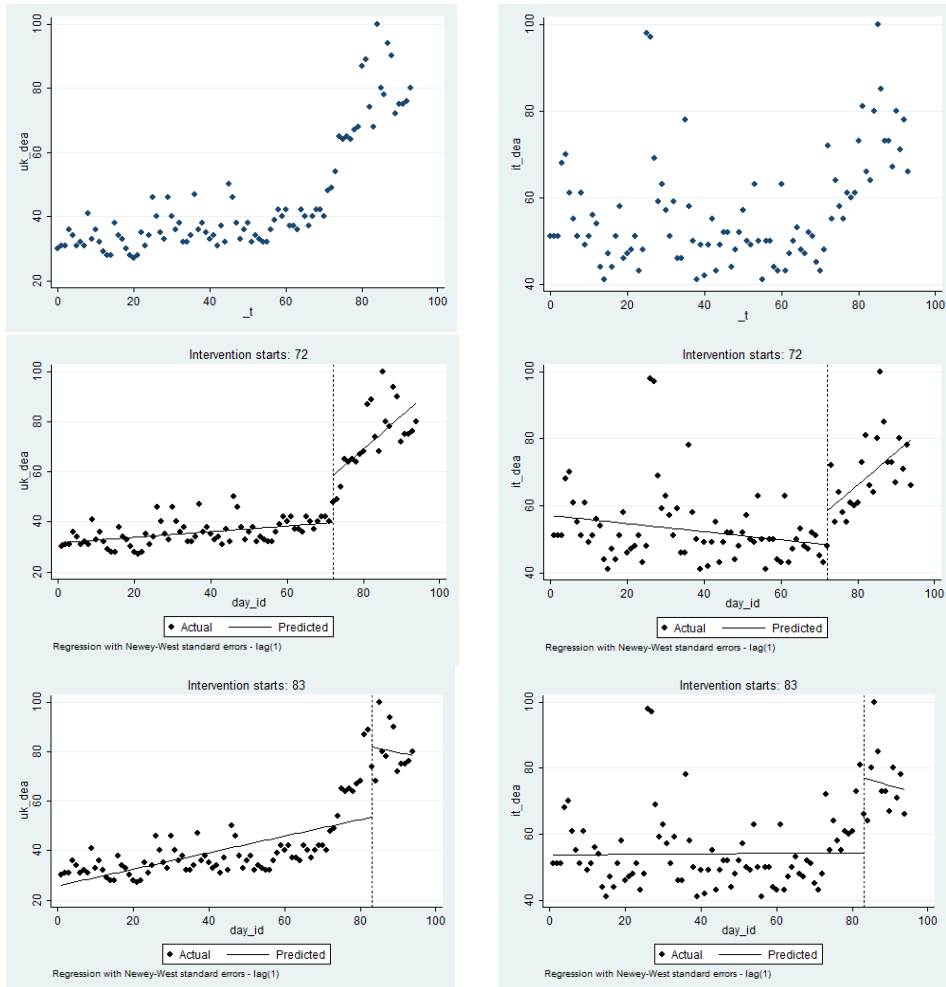 uk_dea
100
80
60
40
20
0 20 40 60 80 100
_t
it_dea
100
80
60
40
0 20 40 60 80 100
_t
Intervention starts: 72
uk_dea
100
80
60
40
20
0 20 40 60 80 100
day_id
Actual Predicted
Regression with Newey-West standard errors - lag(1)
Intervention starts: 72
it_dea
100
80
60
40
0 20 40 60 80 100
day_id
Actual Predicted
Regression with Newey-West standard errors - lag(1)
Intervention starts: 83
uk_dea
100
80
60
40
20
0 20 40 60 80 100
day_id
Actual Predicted
Regression with Newey-West standard errors - lag(1)
Intervention starts: 83
it_dea
100
80
60
40
0 20 40 60 80 100
day_id
Actual Predicted
Regression with Newey-West standard errors - lag(1)